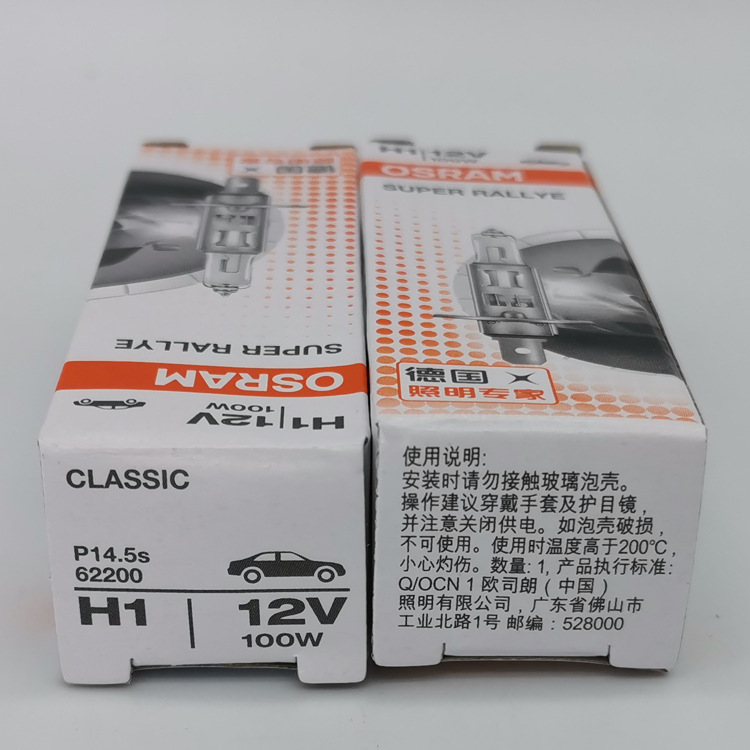 德国
照明专家
SUPER RALLYE
OSRAM
H1|12V
100W
CLASSIC
P14.5s
62200
H1 | 12V
100W
H1|12V
100W
OSRAM
SUPER RALLYE
德国
照明专家
使用说明:
安装时请勿接触玻璃泡壳。
操作建议穿戴手套及护目镜,
并注意关闭供电。如泡壳破损,
不可使用。使用时温度高于200℃,
小心灼伤。数量: 1, 产品执行标准:
Q/OCN 1 欧司朗（中国）
照明有限公司, 广东省佛山市
工业北路1号 邮编：528000